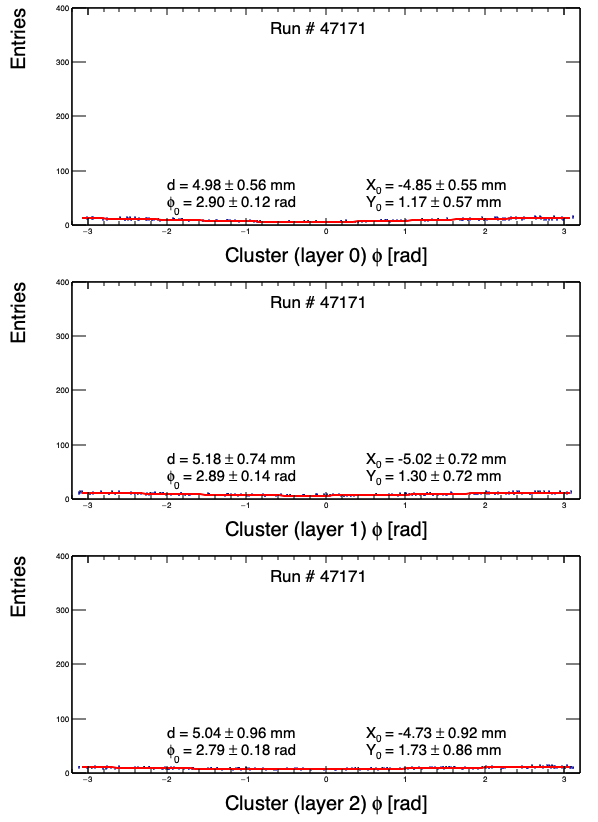 Entries
400
300
200
100
0
Run # 47171
d = 4.98 ± 0.56 mm
ϕ₀ = 2.90 ± 0.12 rad
X₀ = -4.85 ± 0.55 mm
Y₀ = 1.17 ± 0.57 mm
−3 −2 −1 0 1 2 3
Cluster (layer 0) ϕ [rad]
Entries
400
300
200
100
0
Run # 47171
d = 5.18 ± 0.74 mm
ϕ₀ = 2.89 ± 0.14 rad
X₀ = -5.02 ± 0.72 mm
Y₀ = 1.30 ± 0.72 mm
−3 −2 −1 0 1 2 3
Cluster (layer 1) ϕ [rad]
Entries
400
300
200
100
0
Run # 47171
d = 5.04 ± 0.96 mm
ϕ₀ = 2.79 ± 0.18 rad
X₀ = -4.73 ± 0.92 mm
Y₀ = 1.73 ± 0.86 mm
−3 −2 −1 0 1 2 3
Cluster (layer 2) ϕ [rad]